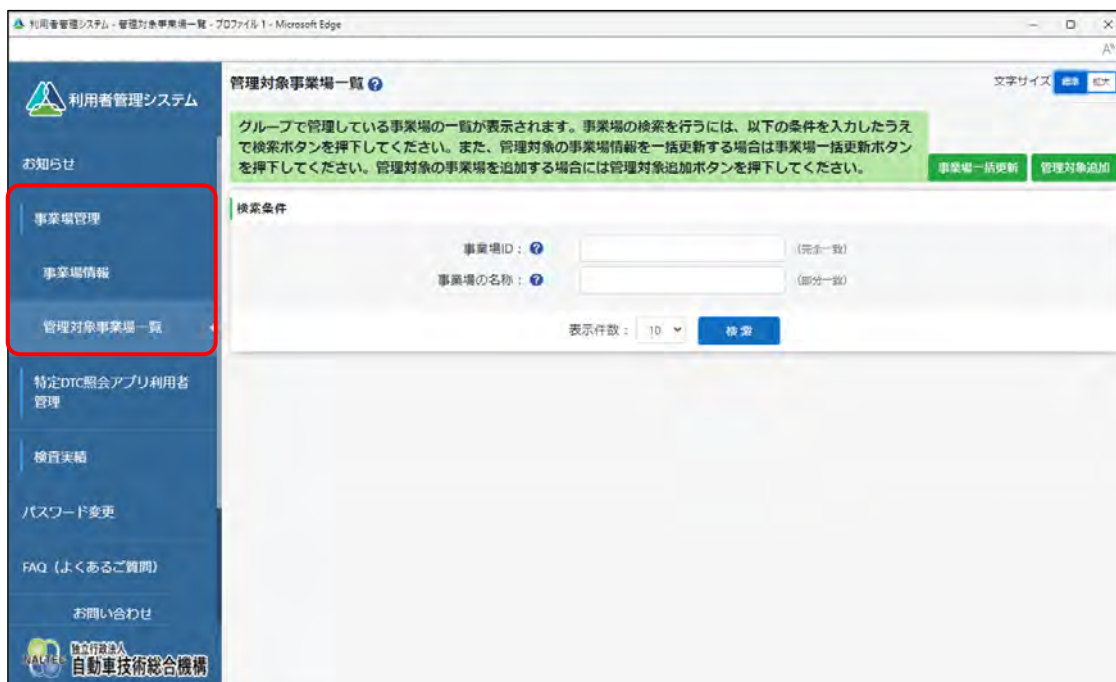 利用者管理システム - 管理対象事業場一覧 - プロファイル 1 - Microsoft Edge
利用者管理システム
管理対象事業場一覧
文字サイズ 標準 拡大
グループで管理している事業場の一覧が表示されます。事業場の検索を行うには、以下の条件を入力したうえ
で検索ボタンを押下してください。また、管理対象の事業場情報を一括更新する場合は事業場一括更新ボタン
を押下してください。管理対象の事業場を追加する場合には管理対象追加ボタンを押下してください。
事業場一括更新 管理対象追加
お知らせ
事業場管理
事業場情報
管理対象事業場一覧
特定DTC照会アプリ利用者
管理
検査実績
パスワード変更
FAQ（よくあるご質問）
お問い合わせ
NALTEC
独立行政法人
自動車技術総合機構
検索条件
事業場ID：
(完全一致)
事業場の名称：
(部分一致)
表示件数： 10 検索